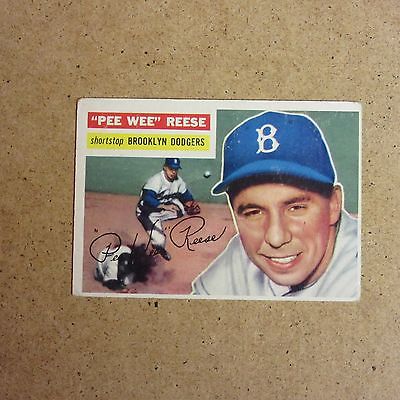 "PEE WEE" REESE
shortstop BROOKLYN DODGERS
B
"Pee Wee" Reese